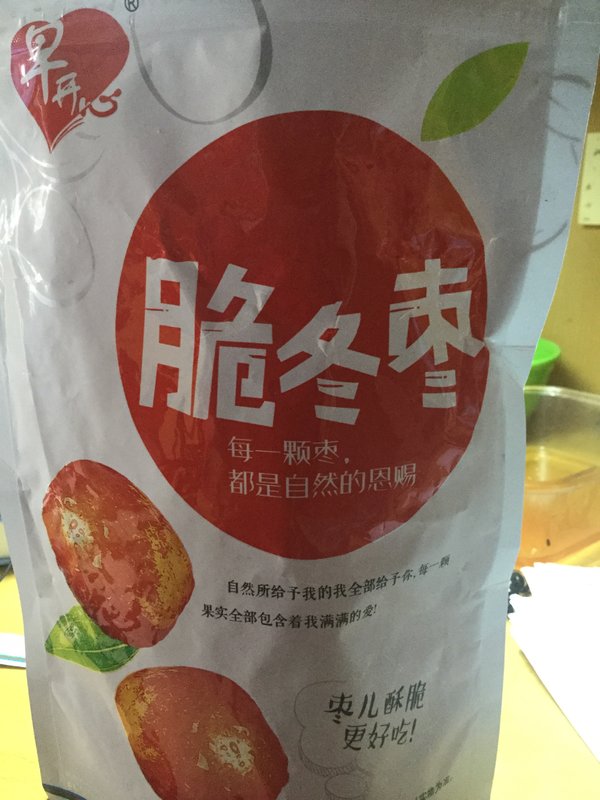 ®
早开心
脆冬枣
每一颗枣,
都是自然的恩赐
自然所给予我的我全部给予你,每一颗
果实全部包含着我满满的爱!
枣儿酥脆
更好吃!